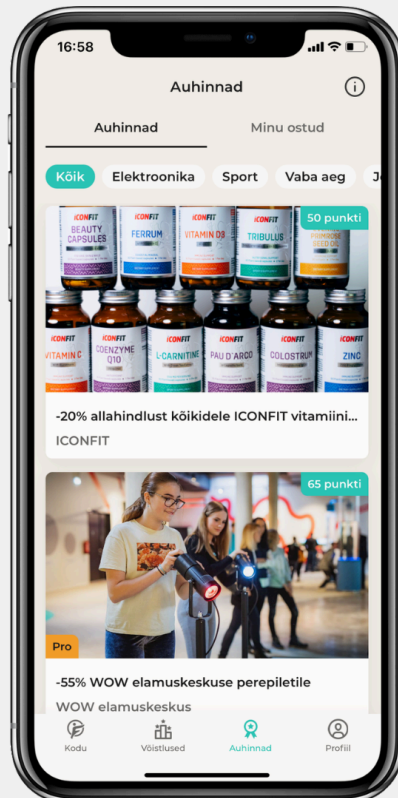 16:58
Auhinnad
Auhinnad Minu ostud
Kõik Elektroonika Sport Vaba aeg
50 punkti
ICONFIT ICONFIT ICONFIT ICONFIT
BEAUTY CAPSULES FERRUM VITAMIN D3 TRIBULUS
ICONFIT ICONFIT ICONFIT ICONFIT ICONFIT ICONFIT
VITAMIN C COENZYME Q10 L-CARNITINE PAU D'ARCO COLOSTRUM ZINC
-20% allahindlust kõikidele ICONFIT vitamiini...
ICONFIT
65 punkti
Pro
-55% WOW elamuskeskuse perepiletile
WOW elamuskeskus
Kodu Võistlused Auhinnad Profiil